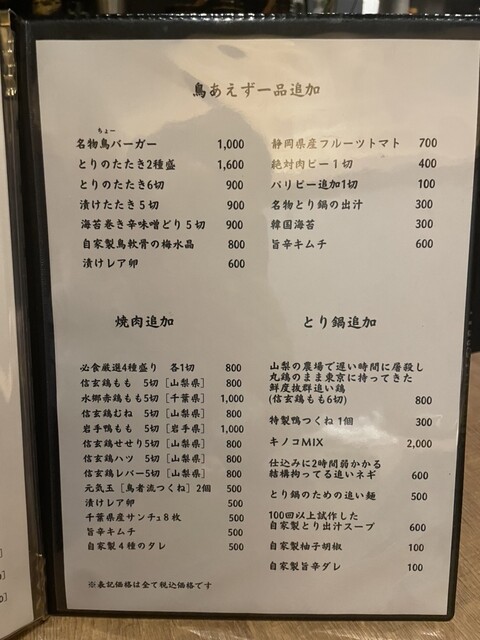 鳥あえず一品追加
ちょー
名物鳥バーガー 1,000
とりのたたき2種盛 1,600
とりのたたき6切 900
漬けたたき5切 900
海苔巻き辛味噌どり5切 900
自家製鳥軟骨の梅水晶 800
漬けレア卵 600
静岡県産フルーツトマト 700
絶対肉ピー1切 400
パリピー追加1切 100
名物とり鍋の出汁 300
韓国海苔 300
旨辛キムチ 600
焼肉追加
必食厳選4種盛り 各1切 800
信玄鶏もも 5切［山梨県］ 800
水郷赤鶏もも5切［千葉県］ 1,000
信玄鶏むね 5切［山梨県］ 800
岩手鴨もも 5切［岩手県］ 1,000
信玄鶏せせり5切［山梨県］ 800
信玄鶏ハツ 5切［山梨県］ 800
信玄鶏レバー5切［山梨県］ 800
元気玉［鳥者流つくね］2個 500
漬けレア卵 500
千葉県産サンチュ8枚 500
旨辛キムチ 500
自家製4種のタレ 500
※表記価格は全て税込価格です
とり鍋追加
山梨の農場で遅い時間に屠殺し
丸鶏のまま東京に持ってきた
鮮度抜群追い鶏
(信玄鶏もも6切) 800
特製鴨つくね 1個 300
キノコMIX 2,000
仕込みに2時間弱かかる
結構拘ってる追いネギ 600
とり鍋のための追い麺 500
100回以上試作した
自家製とり出汁スープ 600
自家製柚子胡椒 100
自家製旨辛ダレ 100